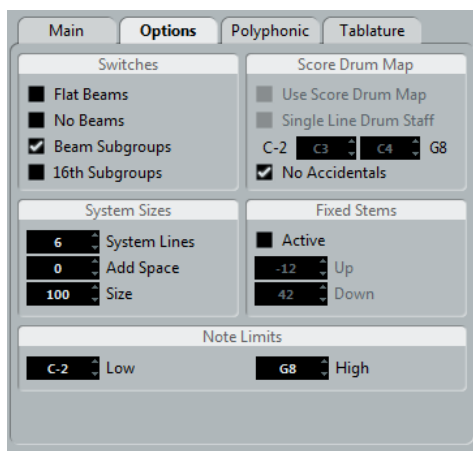 Main Options Polyphonic Tablature
Switches
Flat Beams
No Beams
Beam Subgroups
16th Subgroups
Score Drum Map
Use Score Drum Map
Single Line Drum Staff
C-2 C3 C4 G8
No Accidentals
System Sizes
6 System Lines
0 Add Space
100 Size
Fixed Stems
Active
-12 Up
42 Down
Note Limits
C-2 Low G8 High